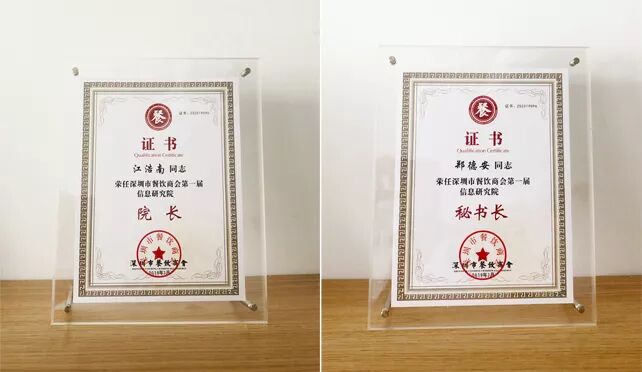 餐
证书
Qualification Certificate
江浩南 同志
荣任深圳市餐饮商会第一届
信息研究院
院 长
深圳市餐饮商會
餐
证书
Qualification Certificate
郑德安 同志
荣任深圳市餐饮商会第一届
信息研究院
秘书长
深圳市餐饮商會